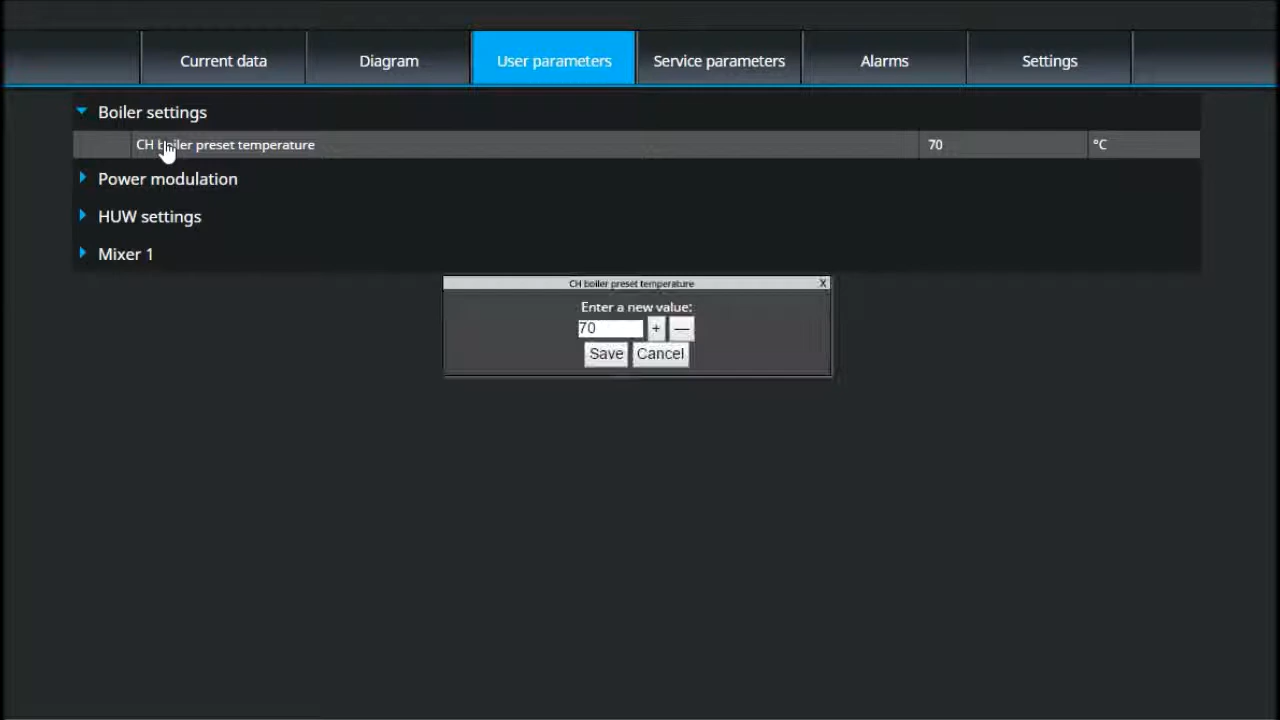 Current data Diagram User parameters Service parameters Alarms Settings
Boiler settings
CH boiler preset temperature 70 °C
Power modulation
HUW settings
Mixer 1
CH boiler preset temperature X
Enter a new value:
70 + —
Save Cancel